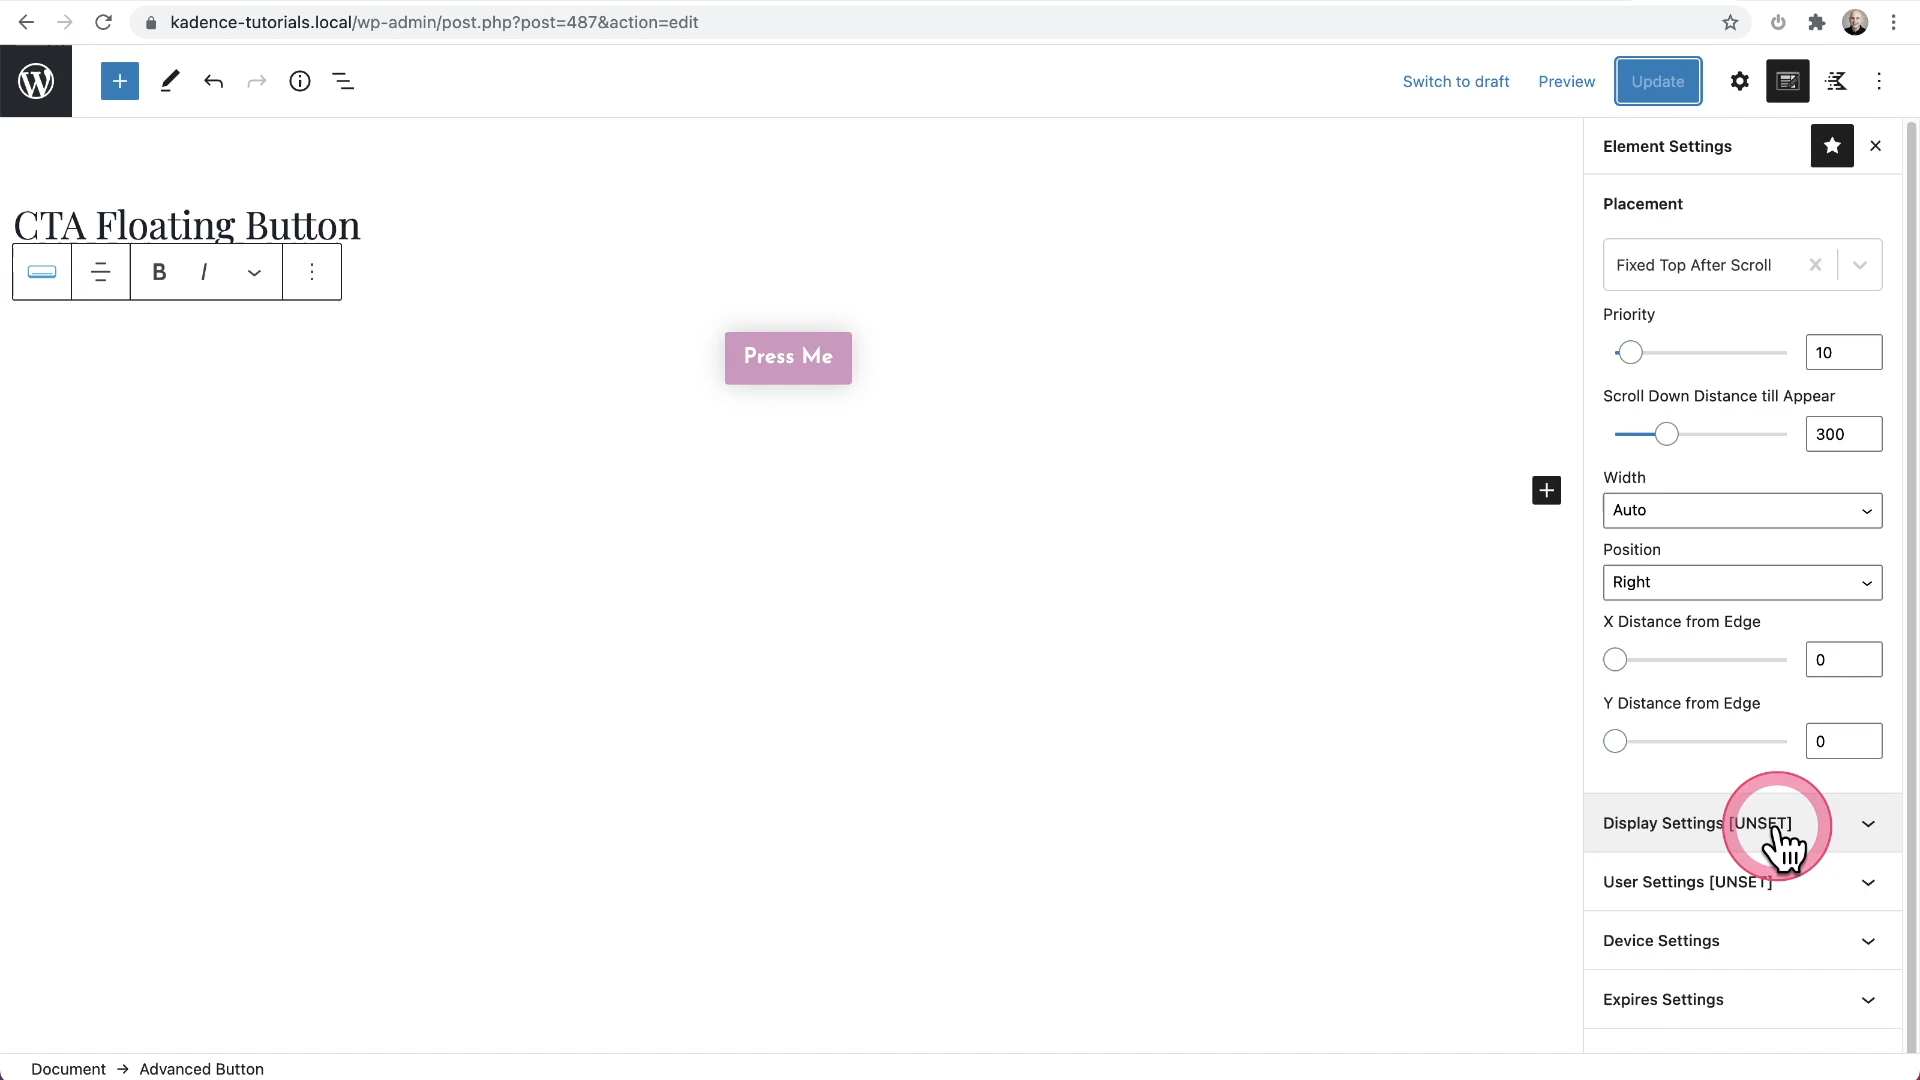 kadence-tutorials.local/wp-admin/post.php?post=487&action=edit
Switch to draft
Preview
Update
Element Settings
Placement
CTA Floating Button
Fixed Top After Scroll
B I
Priority
10
Press Me
Scroll Down Distance till Appear
300
Width
Auto
Position
Right
X Distance from Edge
0
Y Distance from Edge
0
Display Settings [UNSET]
User Settings [UNSET]
Device Settings
Expires Settings
Document → Advanced Button